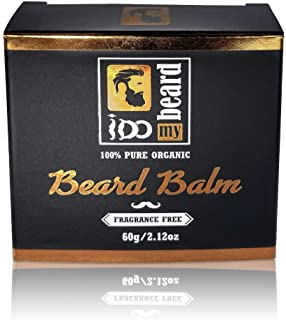 iDO
my
beard
100% PURE ORGANIC
Beard Balm
FRAGRANCE FREE
60g/2.12oz